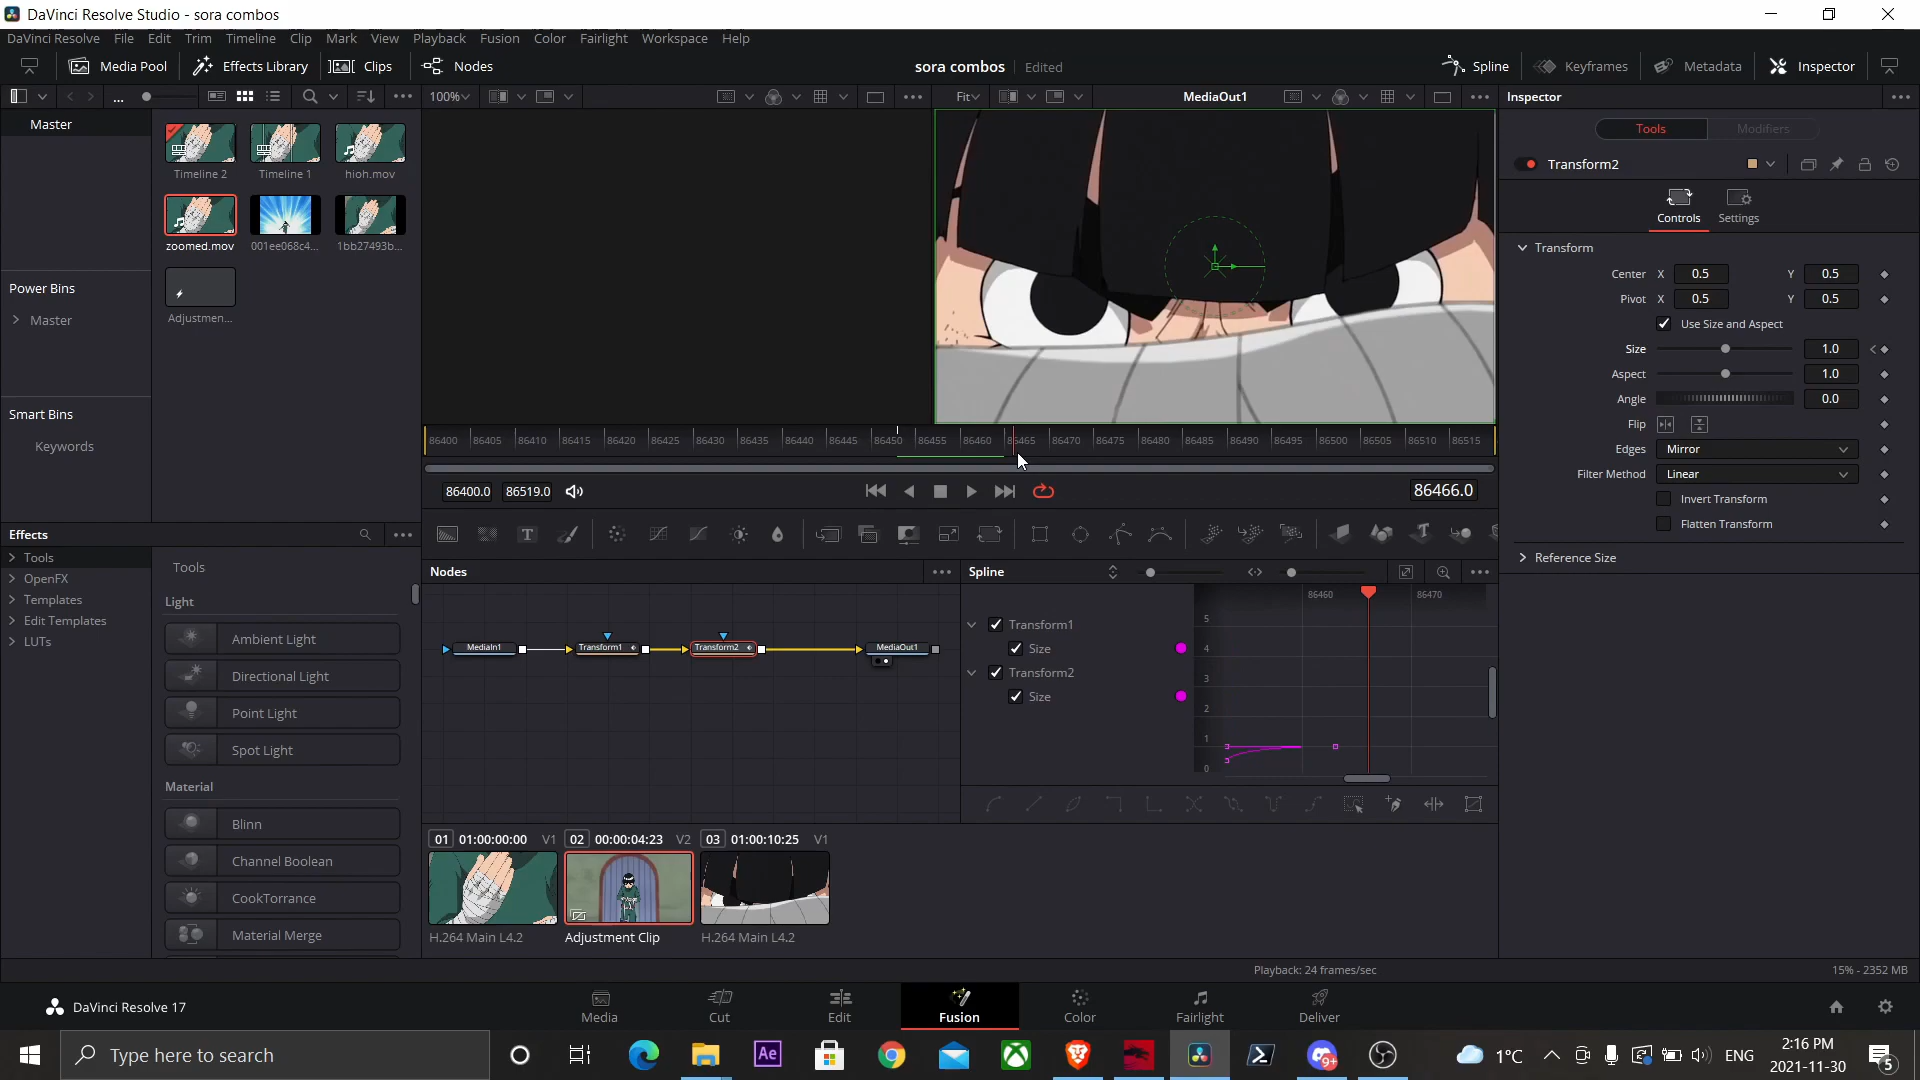 DaVinci Resolve Studio - sora combos
DaVinci Resolve File Edit Trim Timeline Clip Mark View Playback Fusion Color Fairlight Workspace Help
Media Pool Effects Library Clips Nodes sora combos Edited Spline Keyframes Metadata Inspector
100% Fit MediaOut1 Inspector
Master
Timeline 2 Timeline 1 hioh.mov
zoomed.mov 001ee068c4... 1bb27493b...
Adjustmen...
Power Bins
Master
Smart Bins
Keywords
Tools Modifiers
Transform2
Controls Settings
Transform
Center X 0.5 Y 0.5
Pivot X 0.5 Y 0.5
Use Size and Aspect
Size 1.0
Aspect 1.0
Angle 0.0
Flip
Edges Mirror
Filter Method Linear
Invert Transform
Flatten Transform
Reference Size
86400 86405 86410 86415 86420 86425 86430 86435 86440 86445 86450 86455 86460 86465 86470 86475 86480 86485 86490 86495 86500 86505 86510 86515
86400.0 86519.0 86466.0
Effects
Tools
OpenFX
Templates
Edit Templates
LUTs
Tools
Light
Ambient Light
Directional Light
Point Light
Spot Light
Material
Blinn
Channel Boolean
CookTorrance
Material Merge
Nodes
MediaIn1 Transform1 Transform2 MediaOut1
Spline
Transform1
Size
Transform2
Size
86460 86470
5
4
3
2
1
0
01 01:00:00:00 V1 02 00:00:04:23 V2 03 01:00:10:25 V1
H.264 Main L4.2 Adjustment Clip H.264 Main L4.2
Playback: 24 frames/sec 15% - 2352 MB
DaVinci Resolve 17
Media Cut Edit Fusion Color Fairlight Deliver
Type here to search
Ae
9+
1°C
ENG
2:16 PM
2021-11-30
5